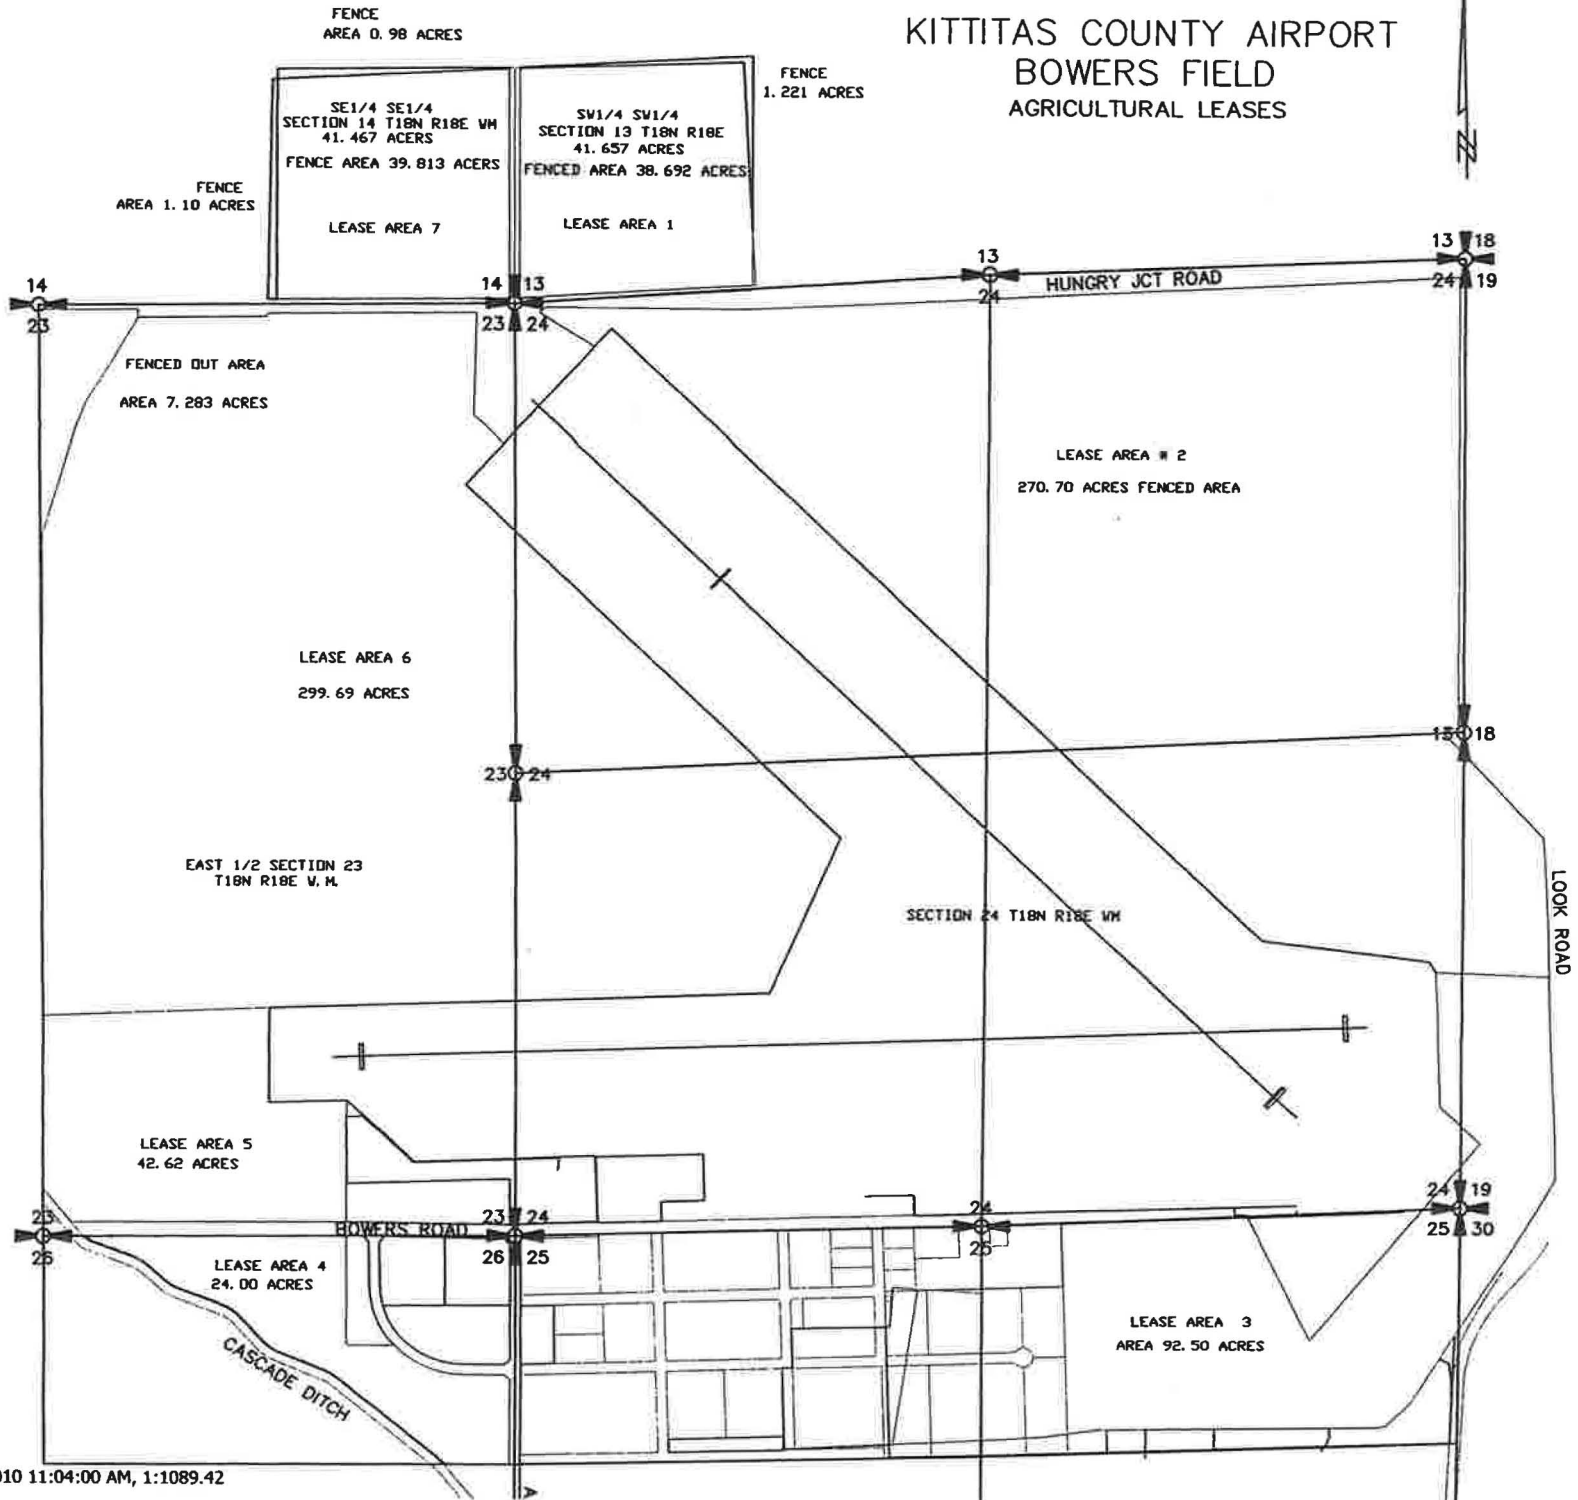 KITTITAS COUNTY AIRPORT
BOWERS FIELD
AGRICULTURAL LEASES
N
FENCE
AREA 0.98 ACRES
FENCE
1.221 ACRES
SE1/4 SE1/4
SECTION 14 T18N R18E WM
41.467 ACERS
FENCE AREA 39.813 ACERS
LEASE AREA 7
SW1/4 SW1/4
SECTION 13 T18N R18E
41.657 ACRES
FENCED AREA 38.692 ACRES
LEASE AREA 1
FENCE
AREA 1.10 ACRES
14
23
14 13
23 24
13
24
13 18
24 19
HUNGRY JCT ROAD
FENCED OUT AREA
AREA 7.283 ACRES
LEASE AREA # 2
270.70 ACRES FENCED AREA
LEASE AREA 6
299.69 ACRES
23 24
13 18
EAST 1/2 SECTION 23
T18N R18E W.M.
SECTION 24 T18N R18E WM
LOOK ROAD
LEASE AREA 5
42.62 ACRES
23
26
BOWERS ROAD
23 24
26 25
24
25
24 19
25 30
LEASE AREA 4
24.00 ACRES
CASCADE DITCH
LEASE AREA 3
AREA 92.50 ACRES
010 11:04:00 AM, 1:1089.42
A